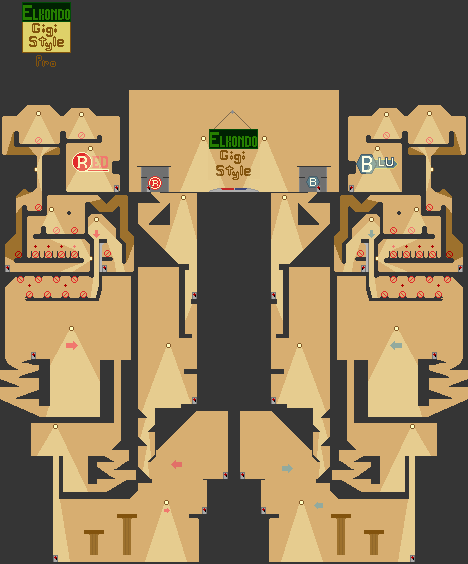 ELKONDO
Gigi
Style
Pro
ELKONDO
Gigi
Style
RED
BLU
R
B